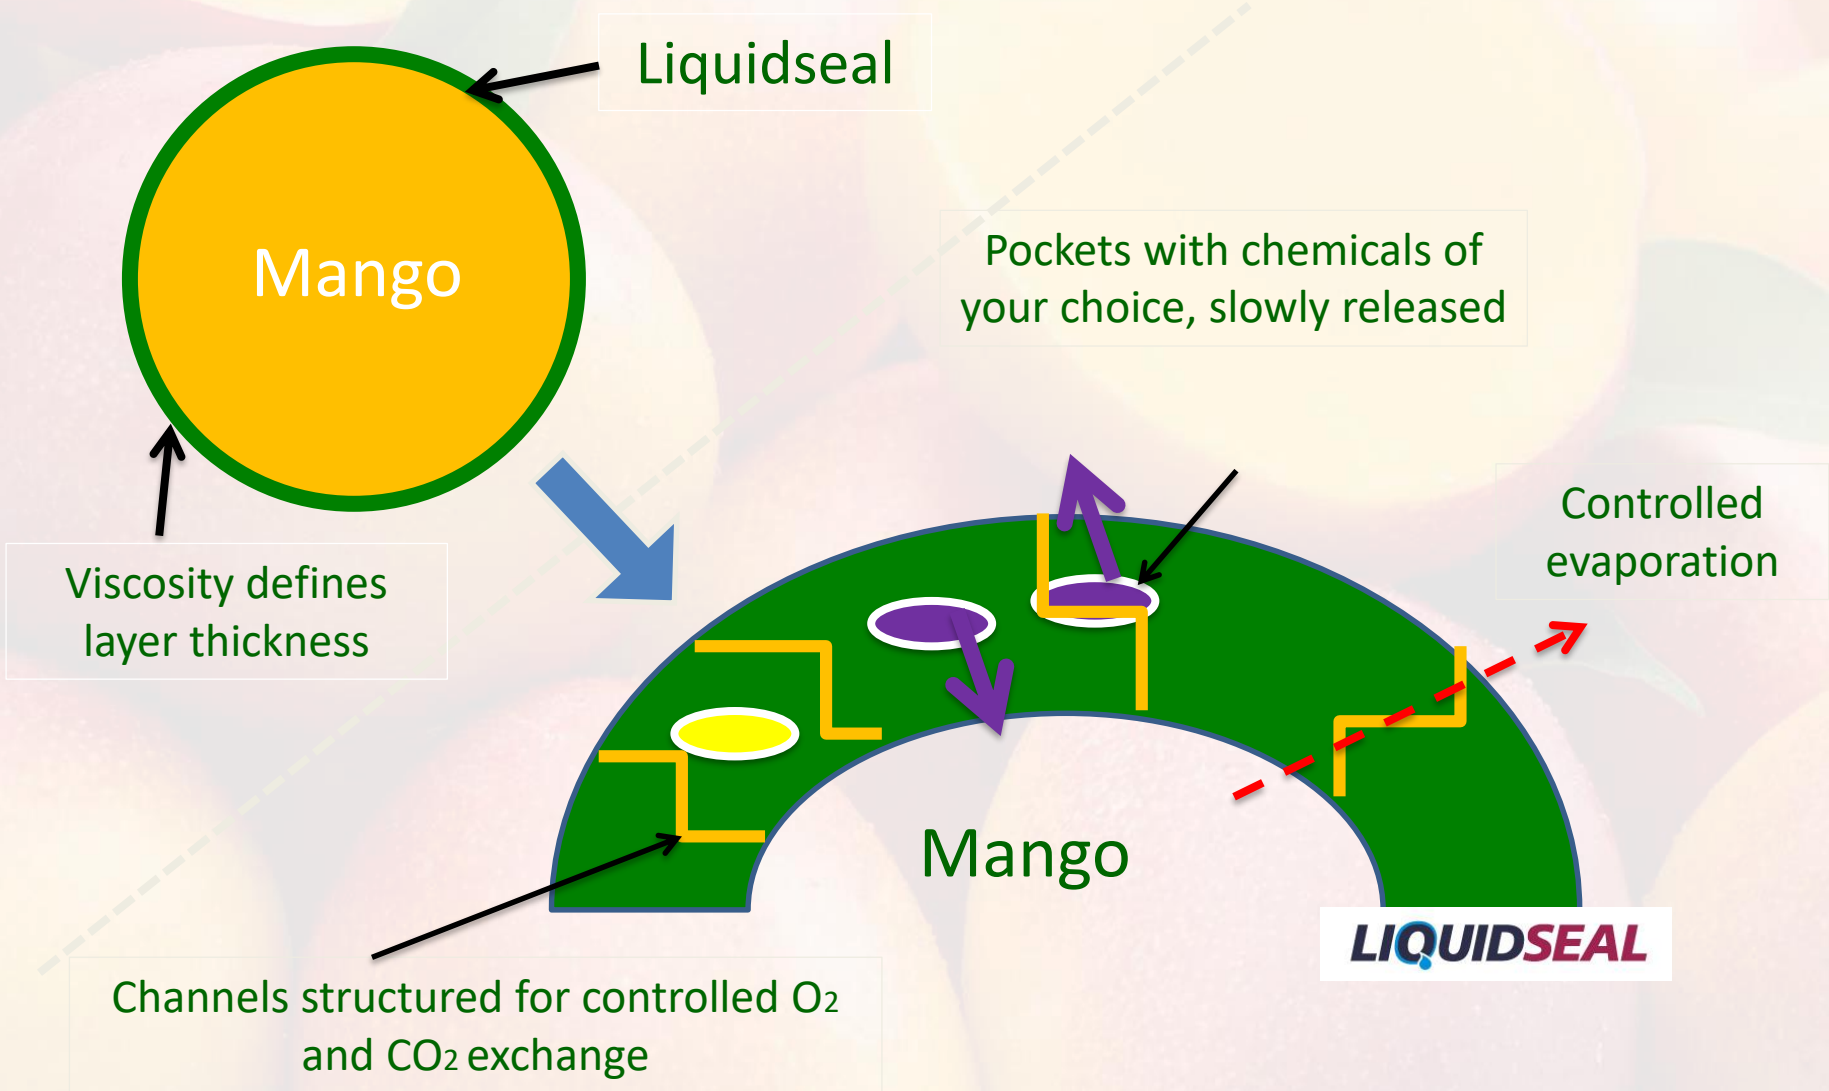 Liquidseal
Mango
Pockets with chemicals of
your choice, slowly released
Controlled
evaporation
Viscosity defines
layer thickness
Mango
LIQUIDSEAL
Channels structured for controlled O2
and CO2 exchange